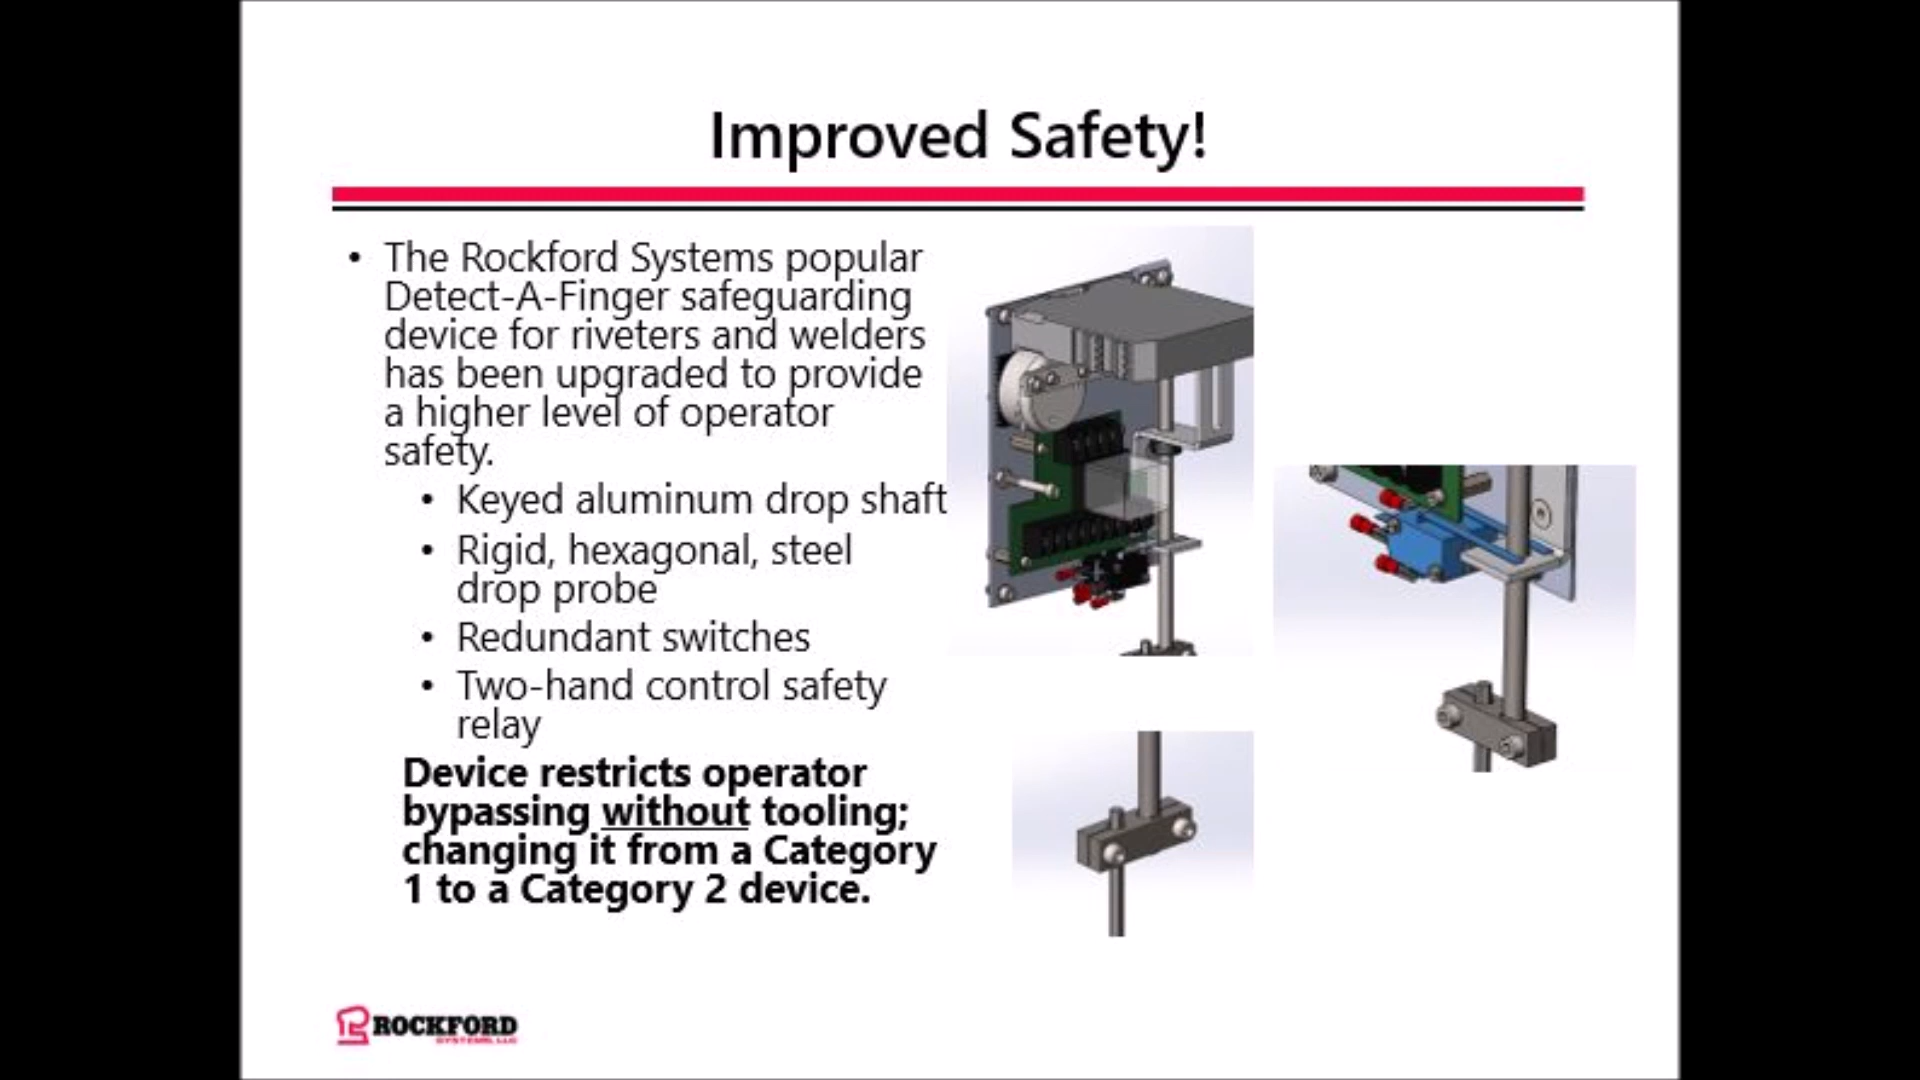 Improved Safety!
• The Rockford Systems popular
Detect-A-Finger safeguarding
device for riveters and welders
has been upgraded to provide
a higher level of operator
safety.
• Keyed aluminum drop shaft
• Rigid, hexagonal, steel
drop probe
• Redundant switches
• Two-hand control safety
relay
Device restricts operator
bypassing without tooling;
changing it from a Category
1 to a Category 2 device.
ROCKFORD
SYSTEMS, LLC